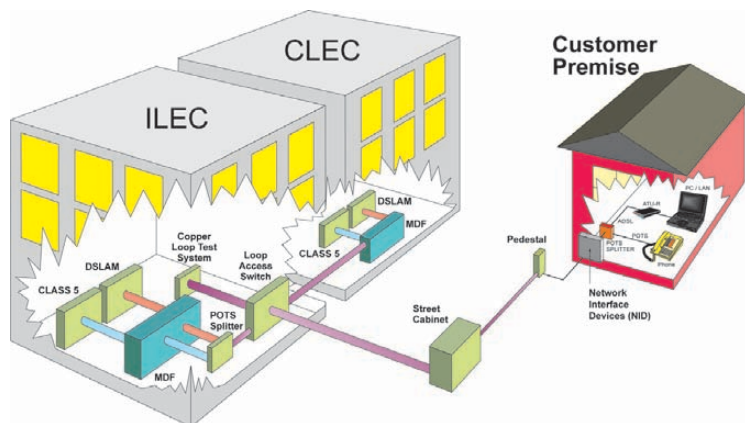 CLEC
ILEC
Customer
Premise
PC / LAN
ATU-R
ADSL
POTS
POTS
SPLITTER
Phone
Network
Interface
Devices (NID)
Pedestal
Street
Cabinet
DSLAM
MDF
CLASS 5
Copper
Loop Test
System
Loop
Access
Switch
DSLAM
CLASS 5
POTS
Splitter
MDF